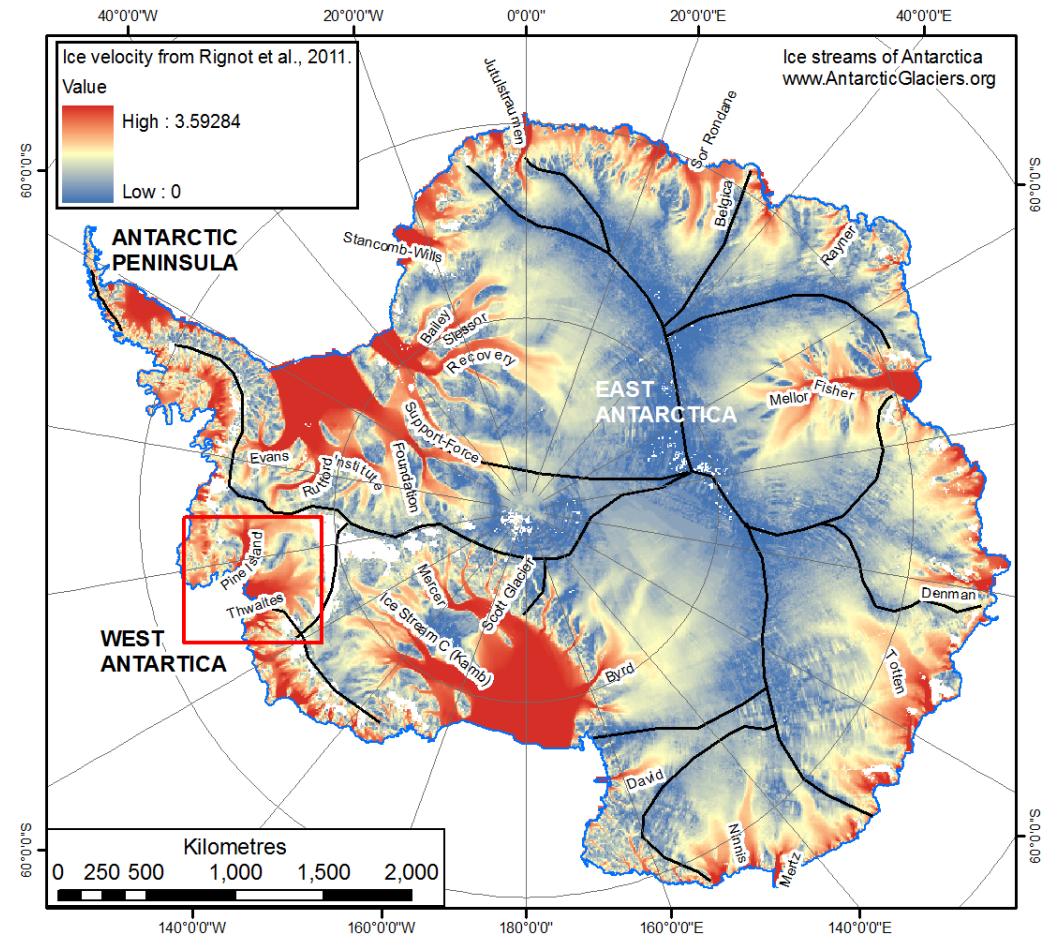 40°0'0"W
20°0'0"W
0°0'0"
20°0'0"E
40°0'0"E
Ice velocity from Rignot et al., 2011.
Value
High : 3.59284
Low : 0
Ice streams of Antarctica
www.AntarcticGlaciers.org
60°0'0"S
60°0'0"S
Jutulstraumen
Sor Rondane
Belgica
Rayner
ANTARCTIC
PENINSULA
Stancomb-Wills
Bailey
Slessor
Recovery
EAST
ANTARCTICA
Mellor
Fisher
Support-Force
Evans
Rutford
Institute
Foundation
Pine Island
Thwaites
Mercer
Scott Glacier
Ice Stream C (Kamb)
Denman
WEST
ANTARTICA
Byrd
Totten
David
Ninnis
Mertz
60°0'0"S
60°0'0"S
Kilometres
0 250 500 1,000 1,500 2,000
140°0'0"W
160°0'0"W
180°0'0"
160°0'0"E
140°0'0"E